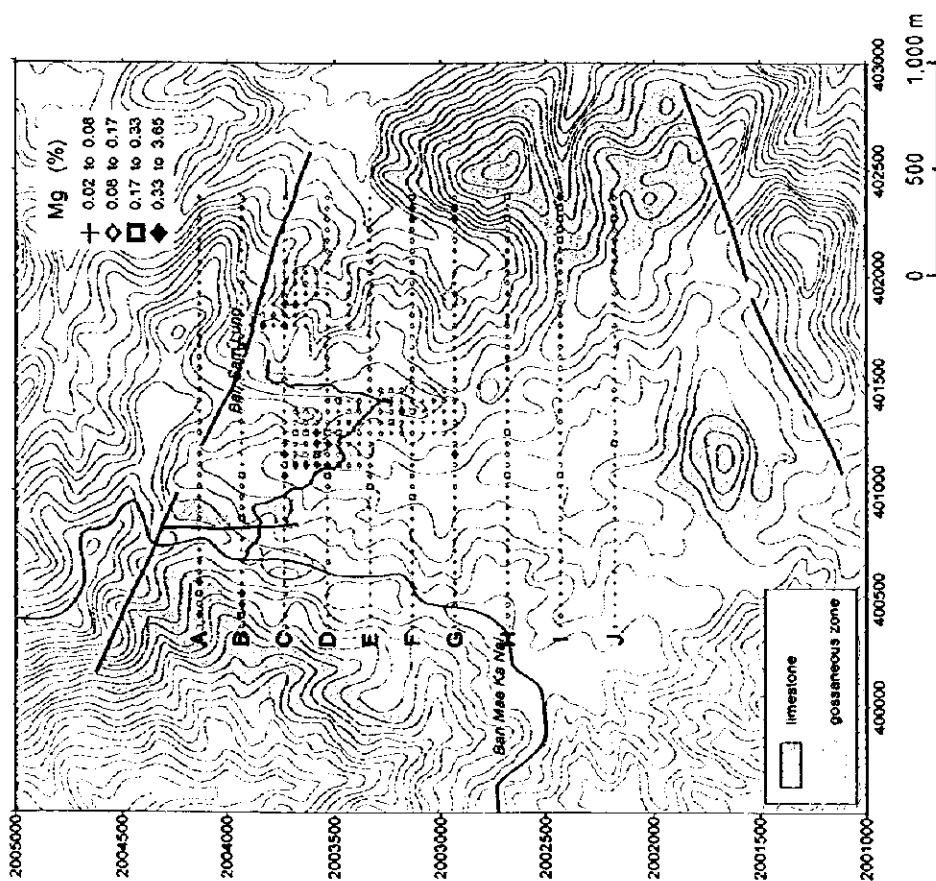 Mg (%)
0.02 to 0.08
0.08 to 0.17
0.17 to 0.33
0.33 to 3.65
2005000
2004500
2004000
2003500
2003000
2002500
2002000
2001500
2001000
A
B
C
D
E
F
G
H
I
J
Ban Sam Lung
Ban Mae Ka Nai
limestone
gossaneous zone
400000
400500
401000
401500
402000
402500
403000
0
500
1,000 m